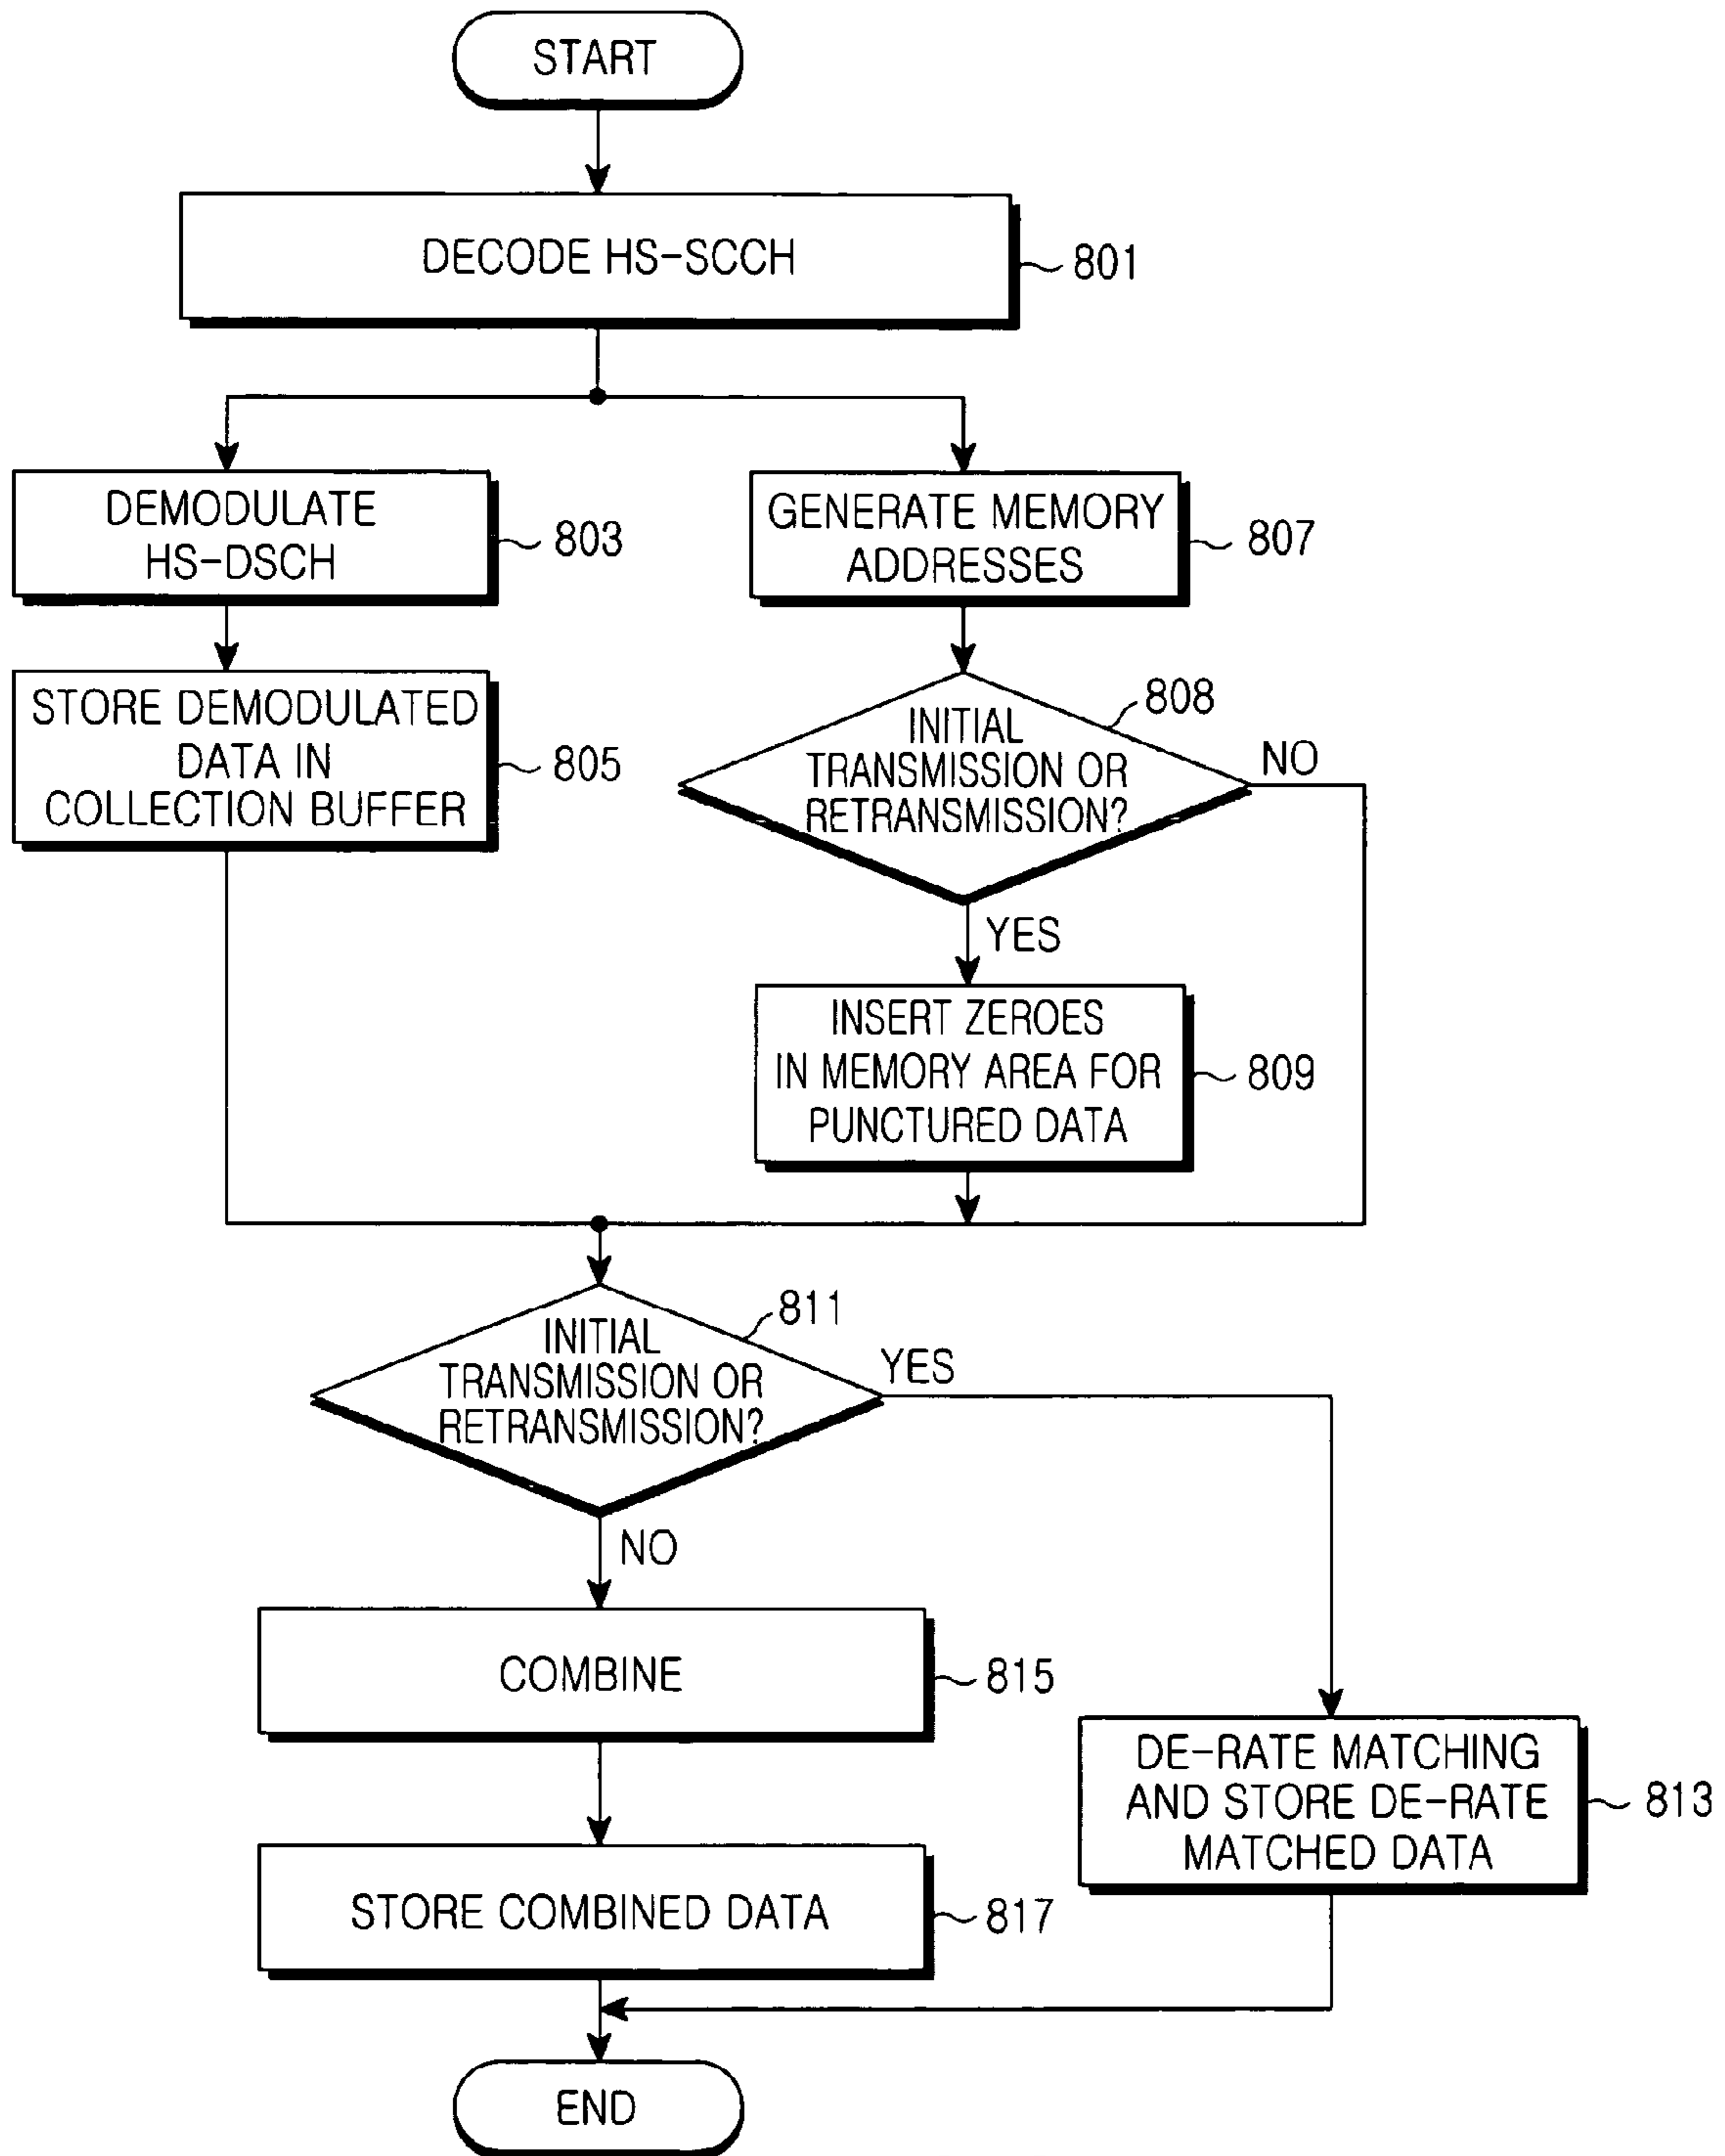 START
DECODE HS-SCCH
801
DEMODULATE
HS-DSCH
803
GENERATE MEMORY
ADDRESSES
807
STORE DEMODULATED
DATA IN
COLLECTION BUFFER
805
INITIAL
TRANSMISSION OR
RETRANSMISSION?
808
NO
YES
INSERT ZEROES
IN MEMORY AREA FOR
PUNCTURED DATA
809
INITIAL
TRANSMISSION OR
RETRANSMISSION?
811
YES
NO
COMBINE
815
DE-RATE MATCHING
AND STORE DE-RATE
MATCHED DATA
813
STORE COMBINED DATA
817
END